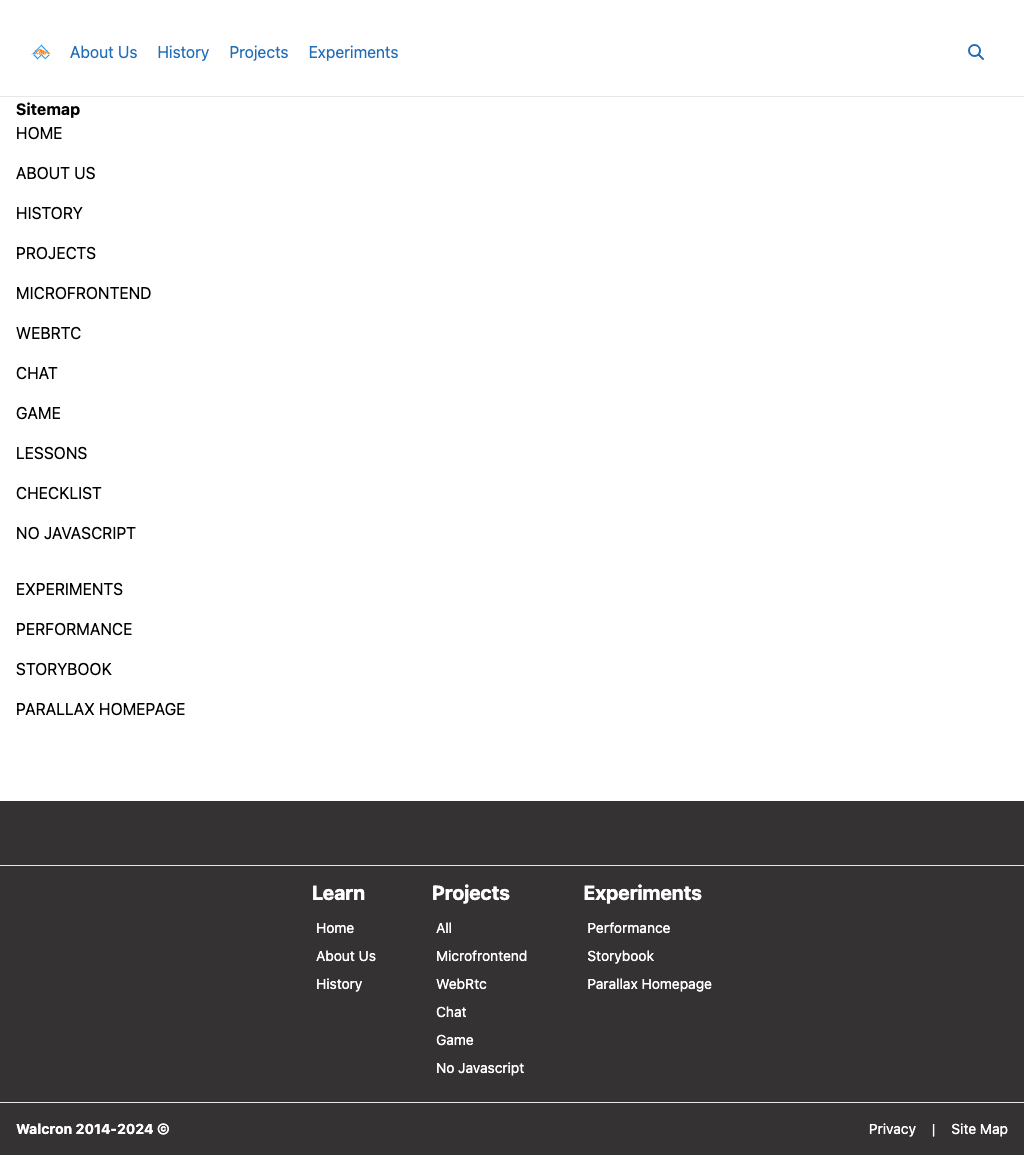 About Us History Projects Experiments
Sitemap
HOME
ABOUT US
HISTORY
PROJECTS
MICROFRONTEND
WEBRTC
CHAT
GAME
LESSONS
CHECKLIST
NO JAVASCRIPT
EXPERIMENTS
PERFORMANCE
STORYBOOK
PARALLAX HOMEPAGE
Learn
Home
About Us
History
Projects
All
Microfrontend
WebRtc
Chat
Game
No Javascript
Experiments
Performance
Storybook
Parallax Homepage
Walcron 2014-2024 ©
Privacy | Site Map